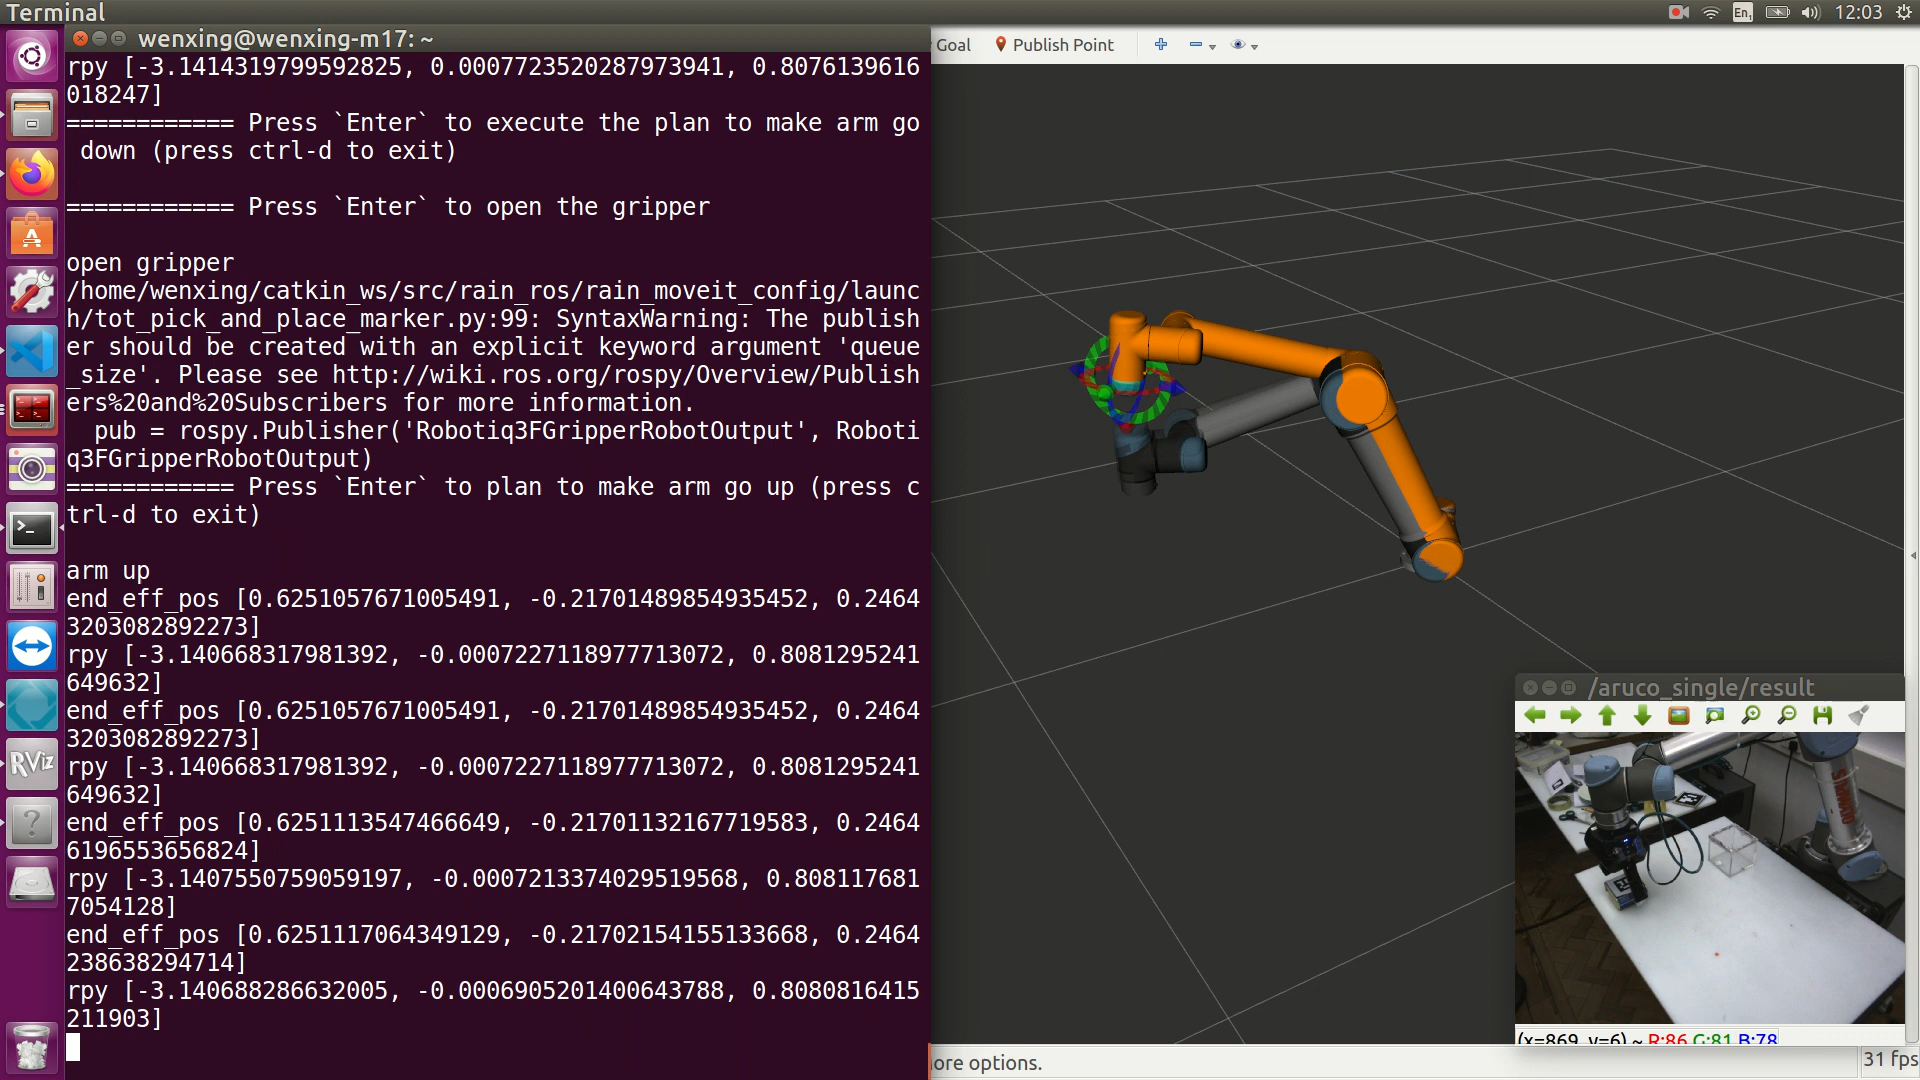 Terminal
En
12:03
wenxing@wenxing-m17: ~
Goal
Publish Point
rpy [-3.1414319799592825, 0.0007723520287973941, 0.8076139616
018247]
============ Press `Enter` to execute the plan to make arm go
 down (press ctrl-d to exit)
============ Press `Enter` to open the gripper
open gripper
/home/wenxing/catkin_ws/src/rain_ros/rain_moveit_config/launc
h/tot_pick_and_place_marker.py:99: SyntaxWarning: The publish
er should be created with an explicit keyword argument 'queue
_size'. Please see http://wiki.ros.org/rospy/Overview/Publish
ers%20and%20Subscribers for more information.
  pub = rospy.Publisher('Robotiq3FGripperRobotOutput', Roboti
q3FGripperRobotOutput)
============ Press `Enter` to plan to make arm go up (press c
trl-d to exit)
arm up
end_eff_pos [0.6251057671005491, -0.21701489854935452, 0.2464
3203082892273]
rpy [-3.140668317981392, -0.0007227118977713072, 0.8081295241
649632]
end_eff_pos [0.6251057671005491, -0.21701489854935452, 0.2464
3203082892273]
rpy [-3.140668317981392, -0.0007227118977713072, 0.8081295241
649632]
end_eff_pos [0.6251113547466649, -0.21701132167719583, 0.2464
6196553656824]
rpy [-3.1407550759059197, -0.0007213374029519568, 0.808117681
7054128]
end_eff_pos [0.6251117064349129, -0.21702154155133668, 0.2464
238638294714]
rpy [-3.140688286632005, -0.0006905201400643788, 0.8080816415
211903]
RViz
/aruco_single/result
(x=869, y=6) ~ R:86 G:81 B:78
ore options.
31 fps